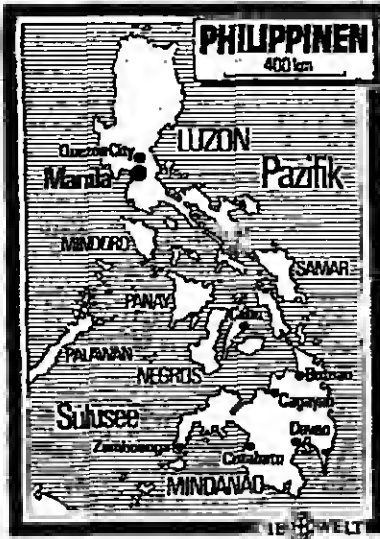 PHILIPPINEN
400 km
LUZON
Quezon City
Manila
Pazifik
MINDORO
SAMAR
PANAY
Cebu
PALAWAN
NEGROS
Butuan
Cagayan
Sulusee
Davao
Zamboanga
Cotabato
MINDANAO
DIE WELT